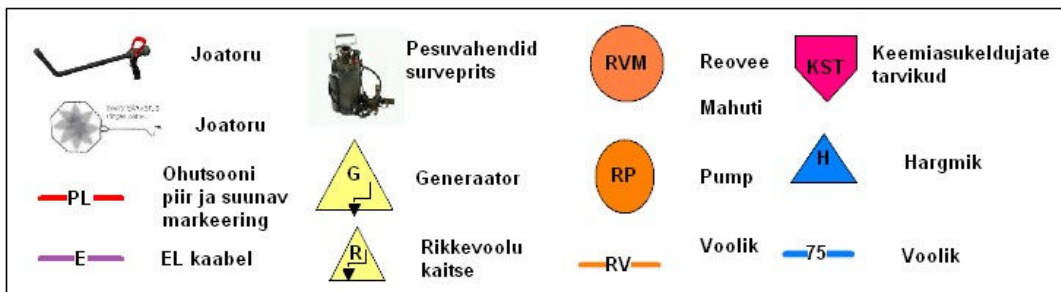 Joatoru
Joatoru
PL
Ohutsooni
piir ja suunav
markeering
E
EL kaabel
Pesuvahendid
surveprits
G
Generaator
R
Rikkevoolu
kaitse
RVM
Reovee
Mahuti
RP
Pump
RV
Voolik
KST
Keemiasukeldujate
tarvikud
H
Hargmik
75
Voolik